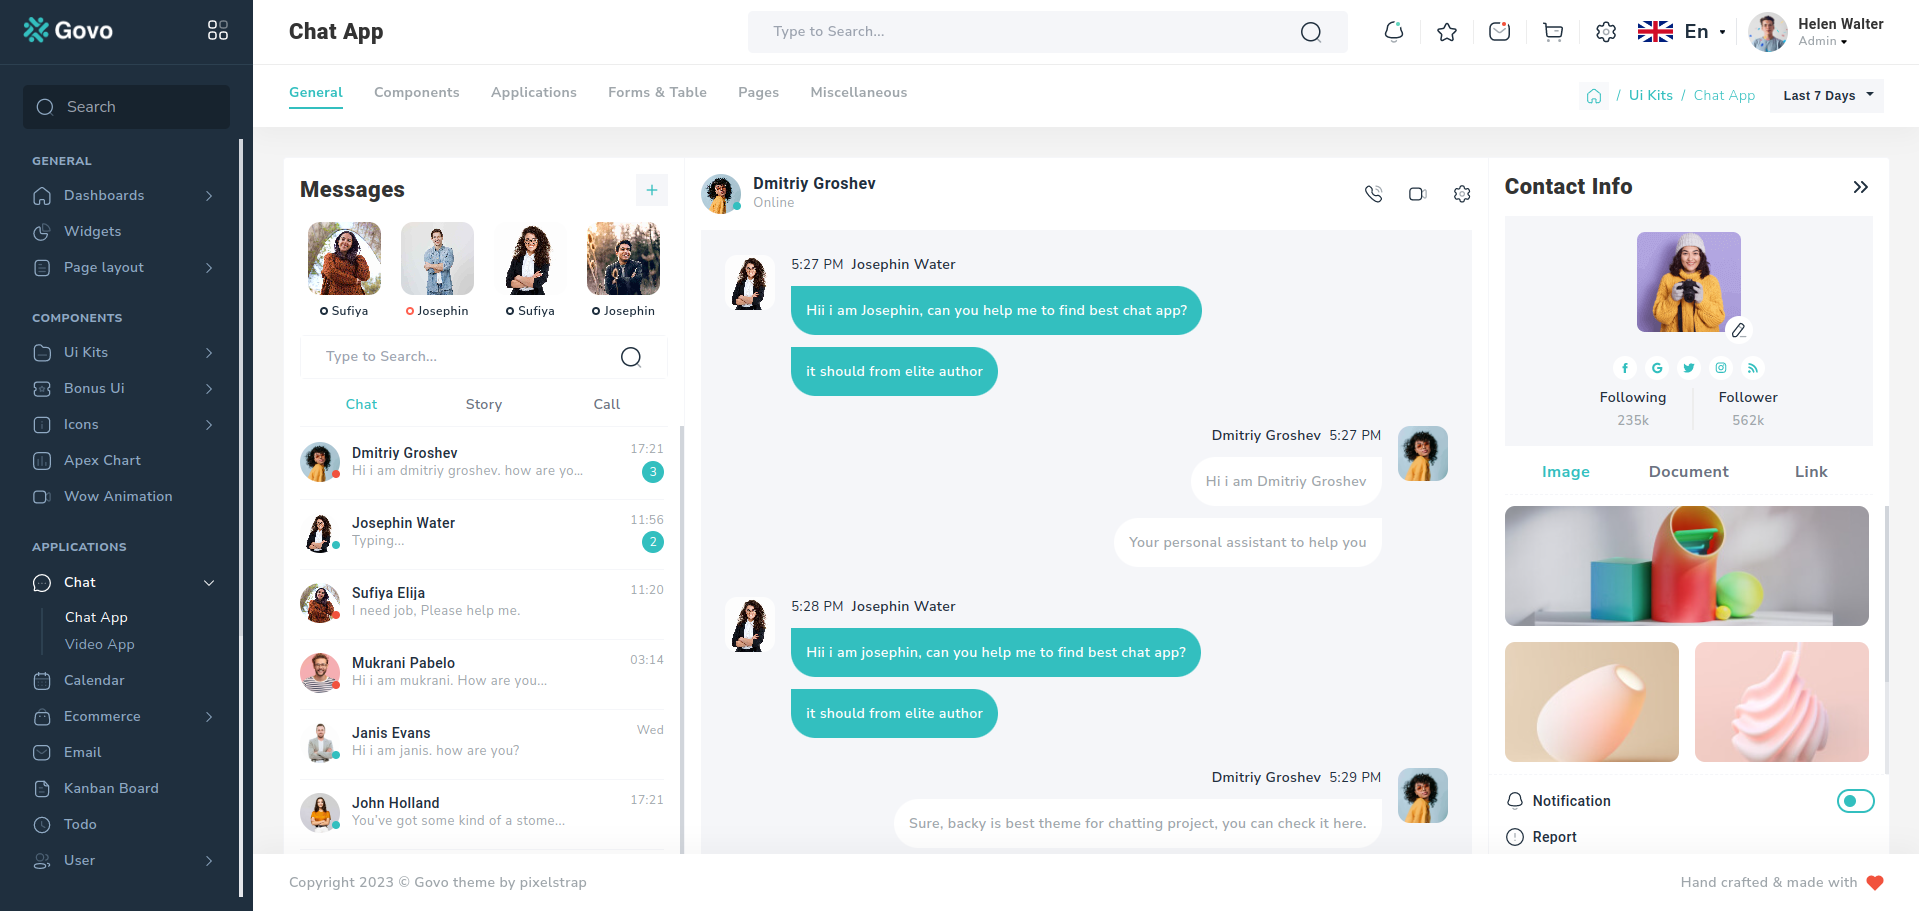 Govo
Search
GENERAL
Dashboards
Widgets
Page layout
COMPONENTS
Ui Kits
Bonus Ui
Icons
Apex Chart
Wow Animation
APPLICATIONS
Chat
Chat App
Video App
Calendar
Ecommerce
Email
Kanban Board
Todo
User
Chat App
Type to Search...
En
Helen Walter
Admin
General Components Applications Forms & Table Pages Miscellaneous
/ Ui Kits / Chat App
Last 7 Days
Messages
+
Sufiya Josephin Sufiya Josephin
Type to Search...
Chat Story Call
Dmitriy Groshev 17:21
Hi i am dmitriy groshev. how are yo... 3
Josephin Water 11:56
Typing... 2
Sufiya Elija 11:20
I need job, Please help me.
Mukrani Pabelo 03:14
Hi i am mukrani. How are you...
Janis Evans Wed
Hi i am janis. how are you?
John Holland 17:21
You've got some kind of a stome...
Dmitriy Groshev
Online
5:27 PM Josephin Water
Hii i am Josephin, can you help me to find best chat app?
it should from elite author
Dmitriy Groshev 5:27 PM
Hi i am Dmitriy Groshev
Your personal assistant to help you
5:28 PM Josephin Water
Hii i am josephin, can you help me to find best chat app?
it should from elite author
Dmitriy Groshev 5:29 PM
Sure, backy is best theme for chatting project, you can check it here.
Contact Info
Following Follower
235k 562k
Image Document Link
Notification
Report
Copyright 2023 © Govo theme by pixelstrap
Hand crafted & made with